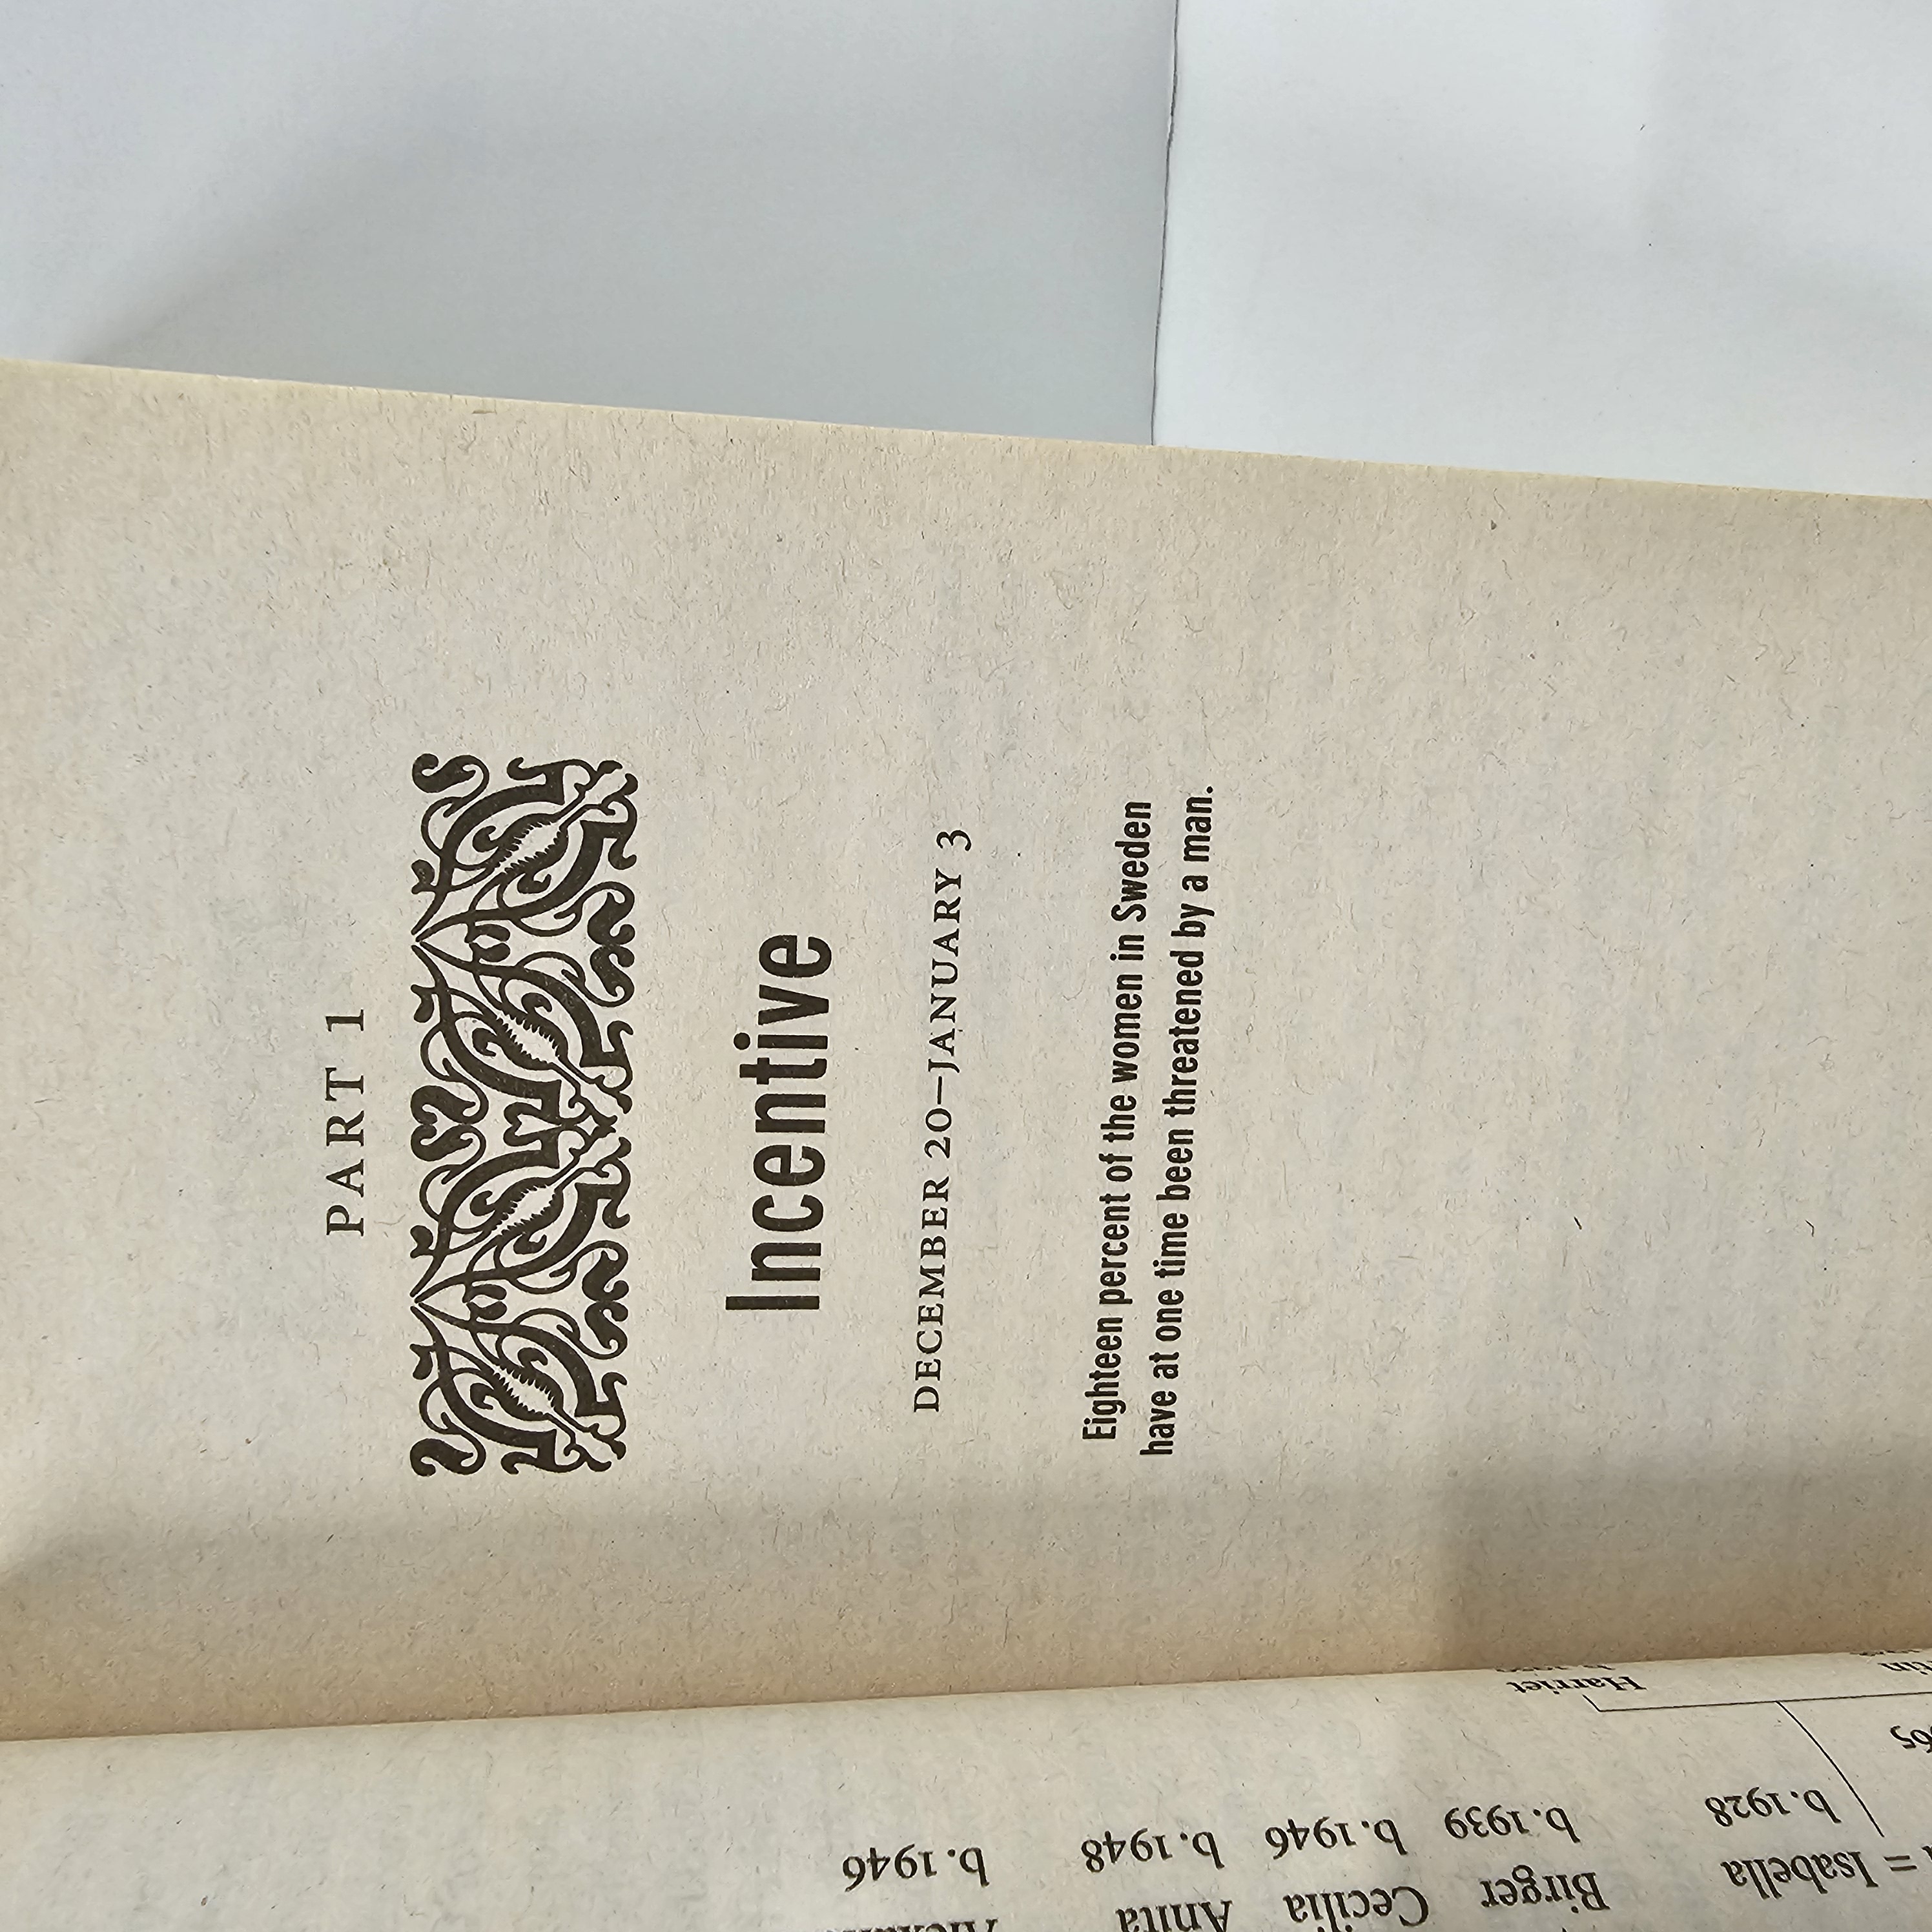 PART 1
Incentive
DECEMBER 20–JANUARY 3
Eighteen percent of the women in Sweden
have at one time been threatened by a man.
b. 1946
Anita
b. 1948
Cecilia
b. 1946
Birger
b. 1939
Harriet
= Isabella
b. 1928